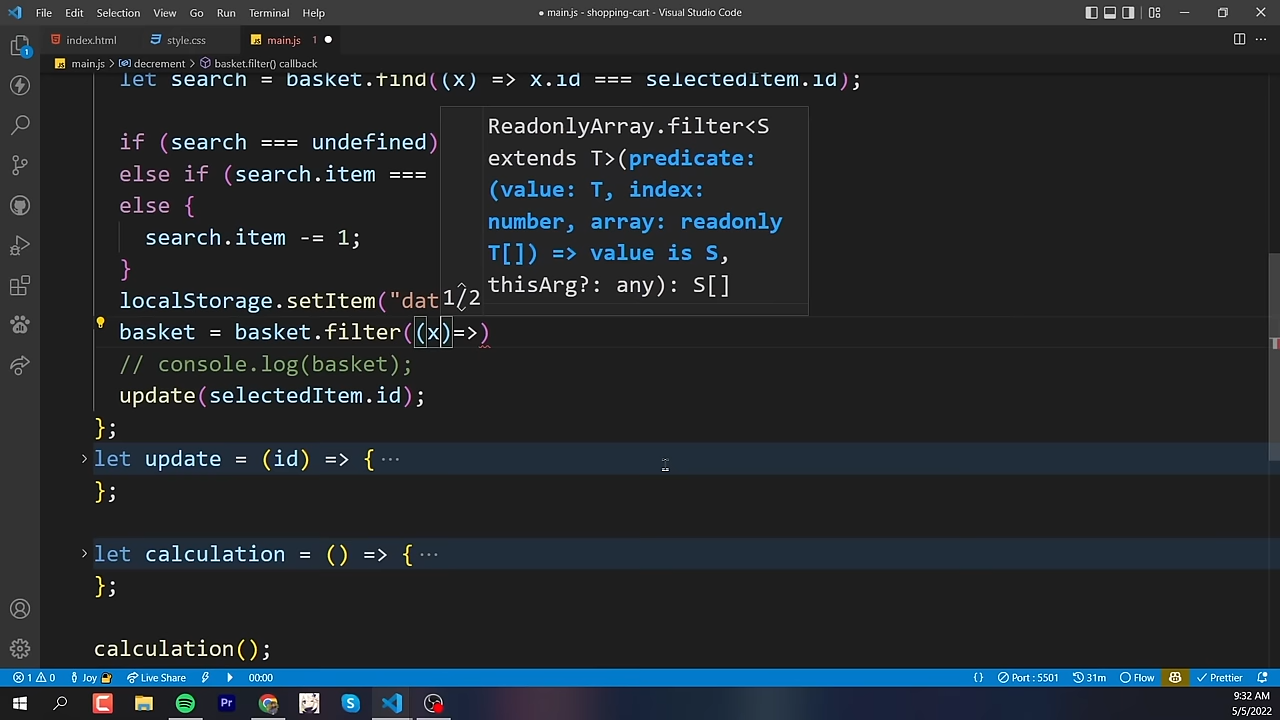 File Edit Selection View Go Run Terminal Help
● main.js - shopping-cart - Visual Studio Code
index.html
style.css
main.js 1 ●
main.js > decrement > basket.filter() callback
let search = basket.find((x) => x.id === selectedItem.id);
if (search === undefined)
else if (search.item ===
else {
search.item -= 1;
}
localStorage.setItem("dat
basket = basket.filter((x)=>)
// console.log(basket);
update(selectedItem.id);
};
let update = (id) => { ···
};
let calculation = () => { ···
};
calculation();
1/2
ReadonlyArray.filter<S
extends T>(predicate:
(value: T, index:
number, array: readonly
T[]) => value is S,
thisArg?: any): S[]
1
1 0 Joy Live Share 00:00
{} Port : 5501 31m Flow Prettier
Pr
S
9:32 AM
5/5/2022